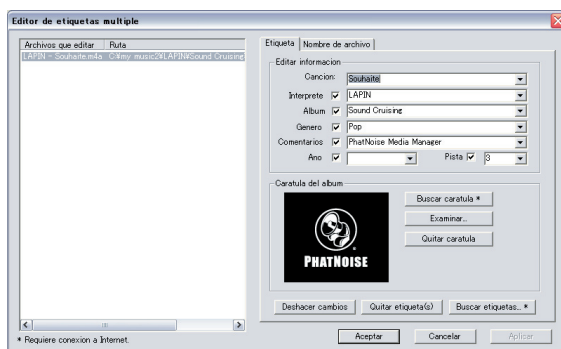 Editor de etiquetas multiple
Archivos que editar Ruta
LAPIN - Souhaite.m4a C:¥my music2¥LAPIN¥Sound Cruising
Etiqueta Nombre de archivo
Editar informacion
Cancion: Souhaite
Interprete LAPIN
Album Sound Cruising
Genero Pop
Comentarios PhatNoise Media Manager
Ano Pista 3
Caratula del album
PHATNOISE
Buscar caratula *
Examinar...
Quitar caratula
Deshacer cambios Quitar etiqueta(s) Buscar etiquetas... *
* Requiere conexion a Internet.
Aceptar Cancelar Aplicar